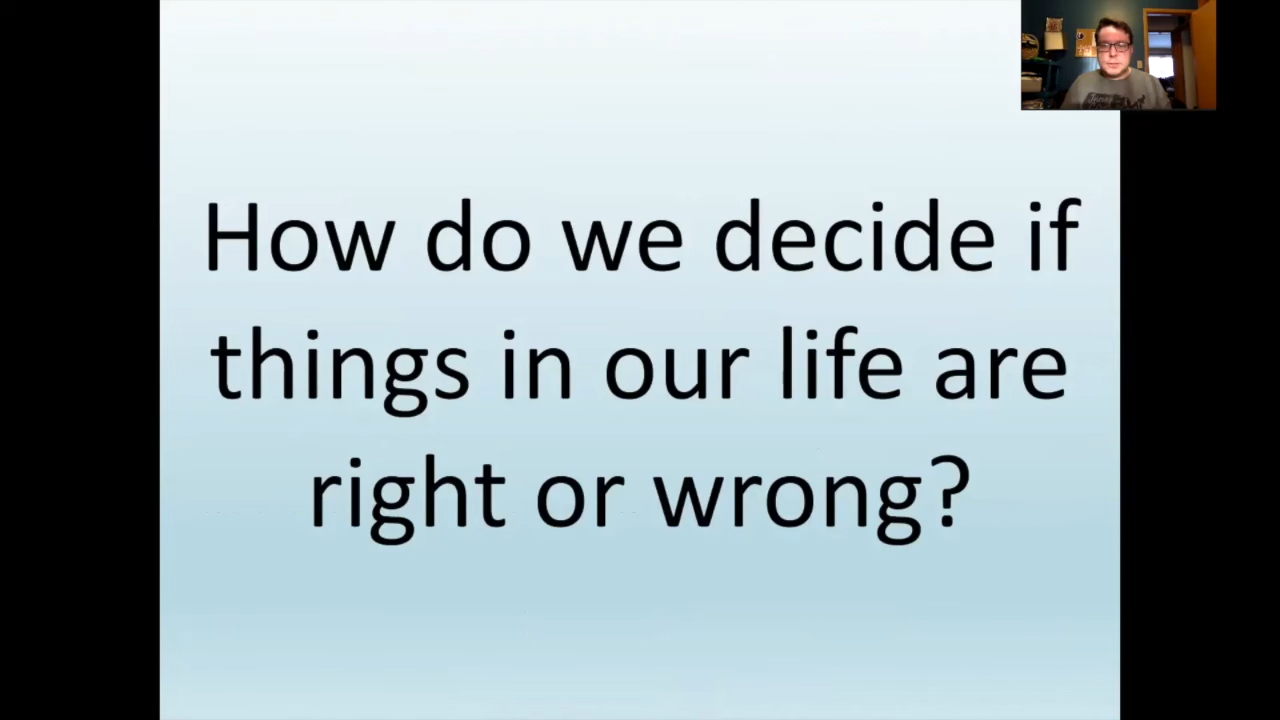 How do we decide if
things in our life are
right or wrong?